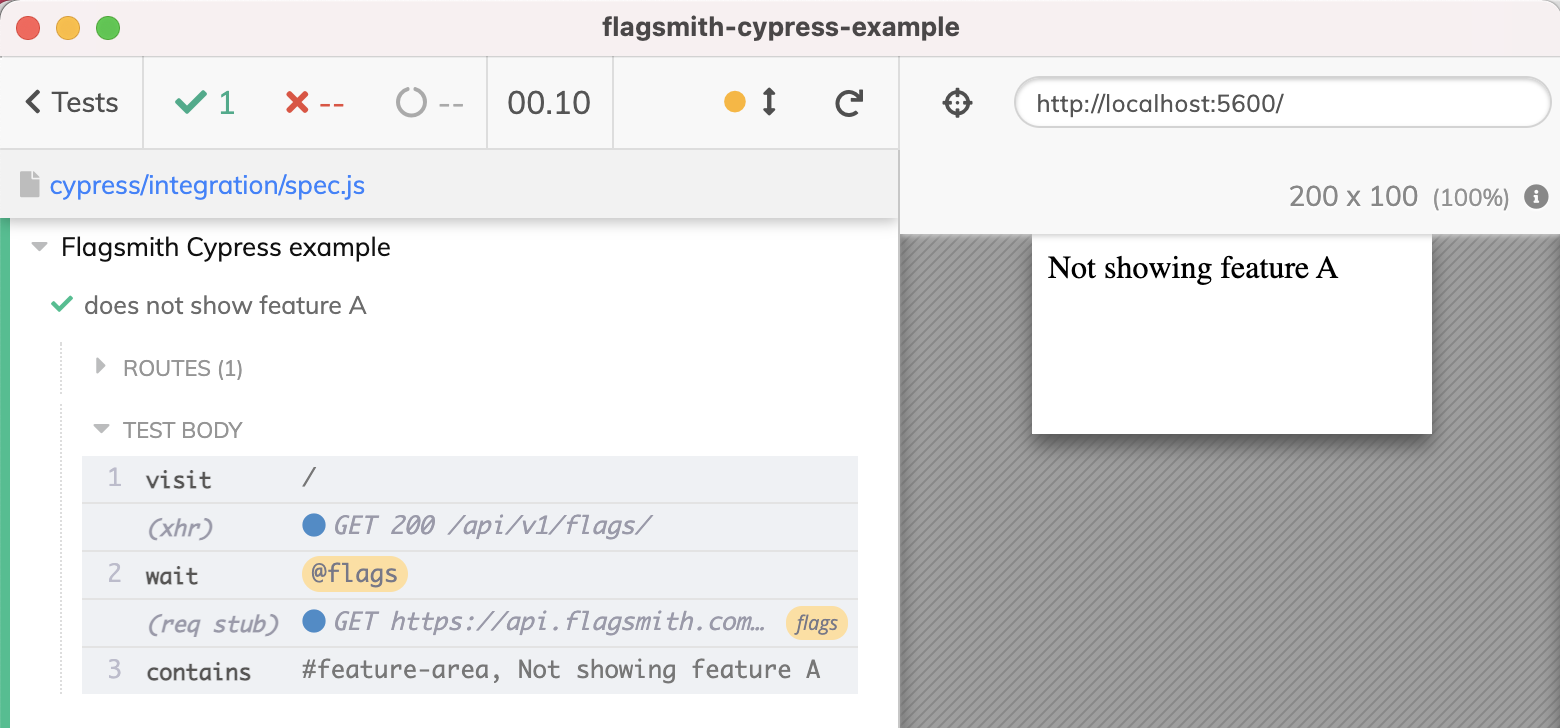 flagsmith-cypress-example
Tests 1 -- -- 00.10 http://localhost:5600/
cypress/integration/spec.js
200 x 100 (100%)
Flagsmith Cypress example
does not show feature A
ROUTES (1)
TEST BODY
1 visit /
(xhr) GET 200 /api/v1/flags/
2 wait @flags
(req stub) GET https://api.flagsmith.com… flags
3 contains #feature-area, Not showing feature A
Not showing feature A